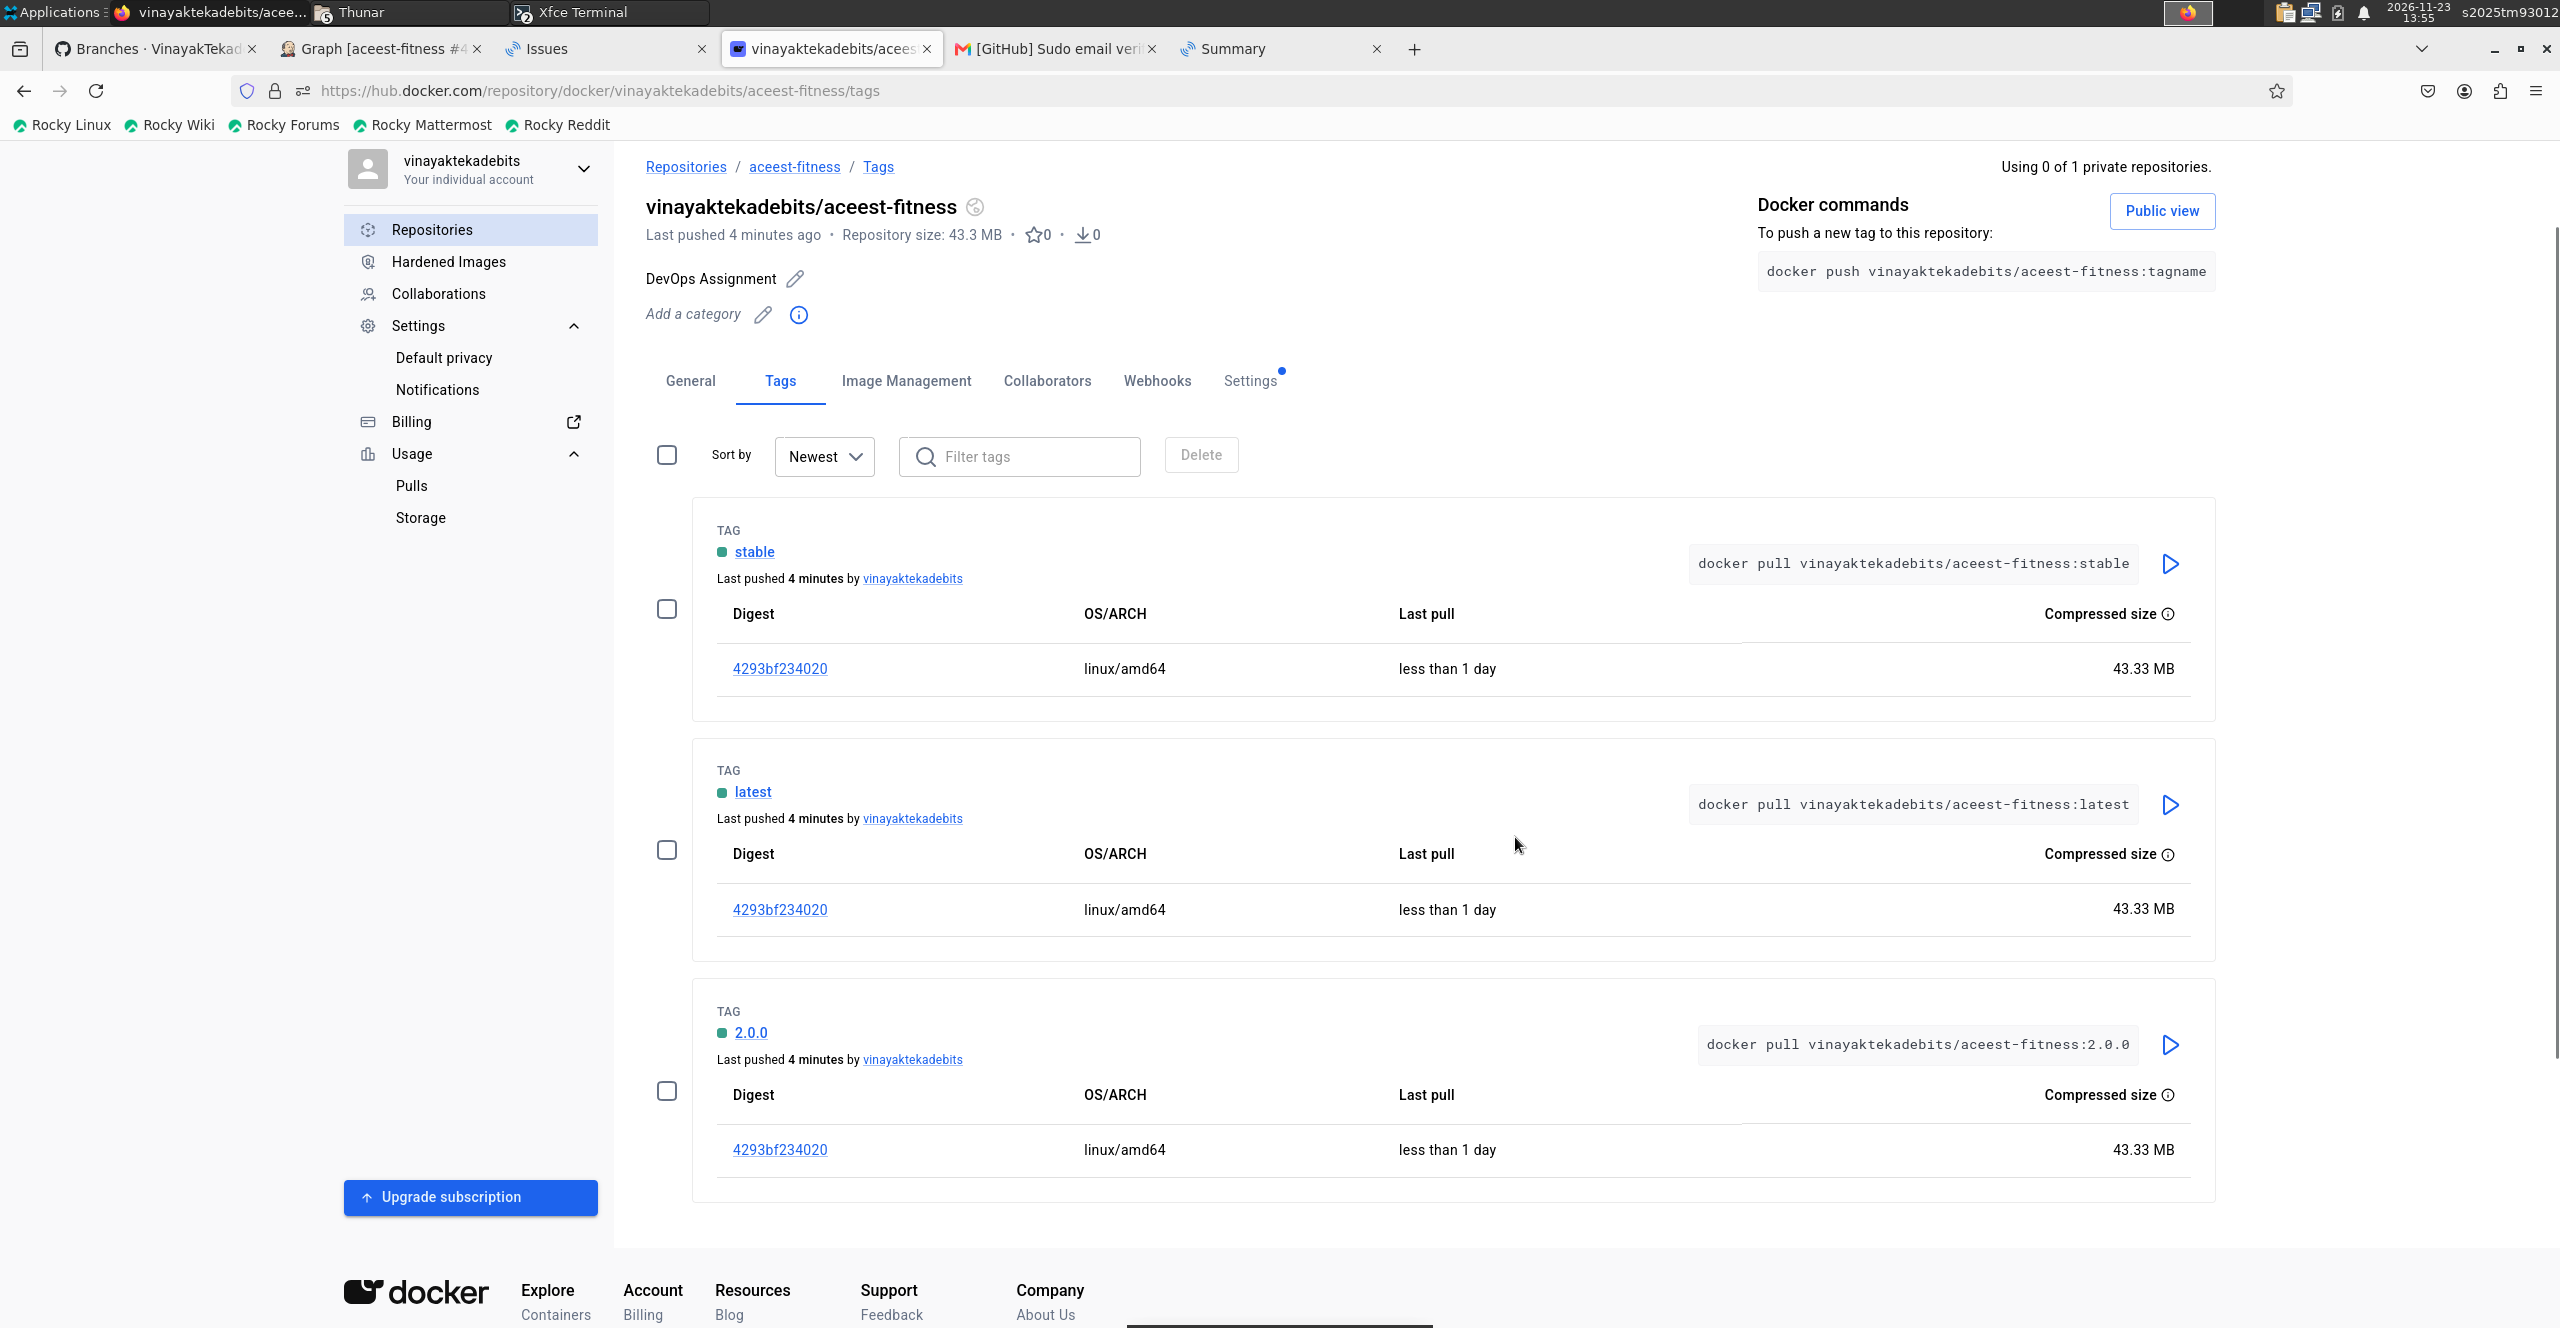 Applications
vinayaktekadebits/acee...
Thunar
Xfce Terminal
2026-11-23
13:55
s2025tm93012
Branches · VinayakTekad
Graph [aceest-fitness #4
Issues
vinayaktekadebits/acees
[GitHub] Sudo email veri
Summary
https://hub.docker.com/repository/docker/vinayaktekadebits/aceest-fitness/tags
Rocky Linux
Rocky Wiki
Rocky Forums
Rocky Mattermost
Rocky Reddit
vinayaktekadebits
Your individual account
Repositories
Hardened Images
Collaborations
Settings
Default privacy
Notifications
Billing
Usage
Pulls
Storage
Upgrade subscription
Repositories / aceest-fitness / Tags
Using 0 of 1 private repositories.
vinayaktekadebits/aceest-fitness
Last pushed 4 minutes ago · Repository size: 43.3 MB · 0 · 0
DevOps Assignment
Add a category
Docker commands
Public view
To push a new tag to this repository:
docker push vinayaktekadebits/aceest-fitness:tagname
General
Tags
Image Management
Collaborators
Webhooks
Settings
Sort by
Newest
Filter tags
Delete
TAG
stable
Last pushed 4 minutes by vinayaktekadebits
docker pull vinayaktekadebits/aceest-fitness:stable
Digest OS/ARCH Last pull Compressed size
4293bf234020 linux/amd64 less than 1 day 43.33 MB
TAG
latest
Last pushed 4 minutes by vinayaktekadebits
docker pull vinayaktekadebits/aceest-fitness:latest
Digest OS/ARCH Last pull Compressed size
4293bf234020 linux/amd64 less than 1 day 43.33 MB
TAG
2.0.0
Last pushed 4 minutes by vinayaktekadebits
docker pull vinayaktekadebits/aceest-fitness:2.0.0
Digest OS/ARCH Last pull Compressed size
4293bf234020 linux/amd64 less than 1 day 43.33 MB
docker
Explore Account Resources Support Company
Containers Billing Blog Feedback About Us